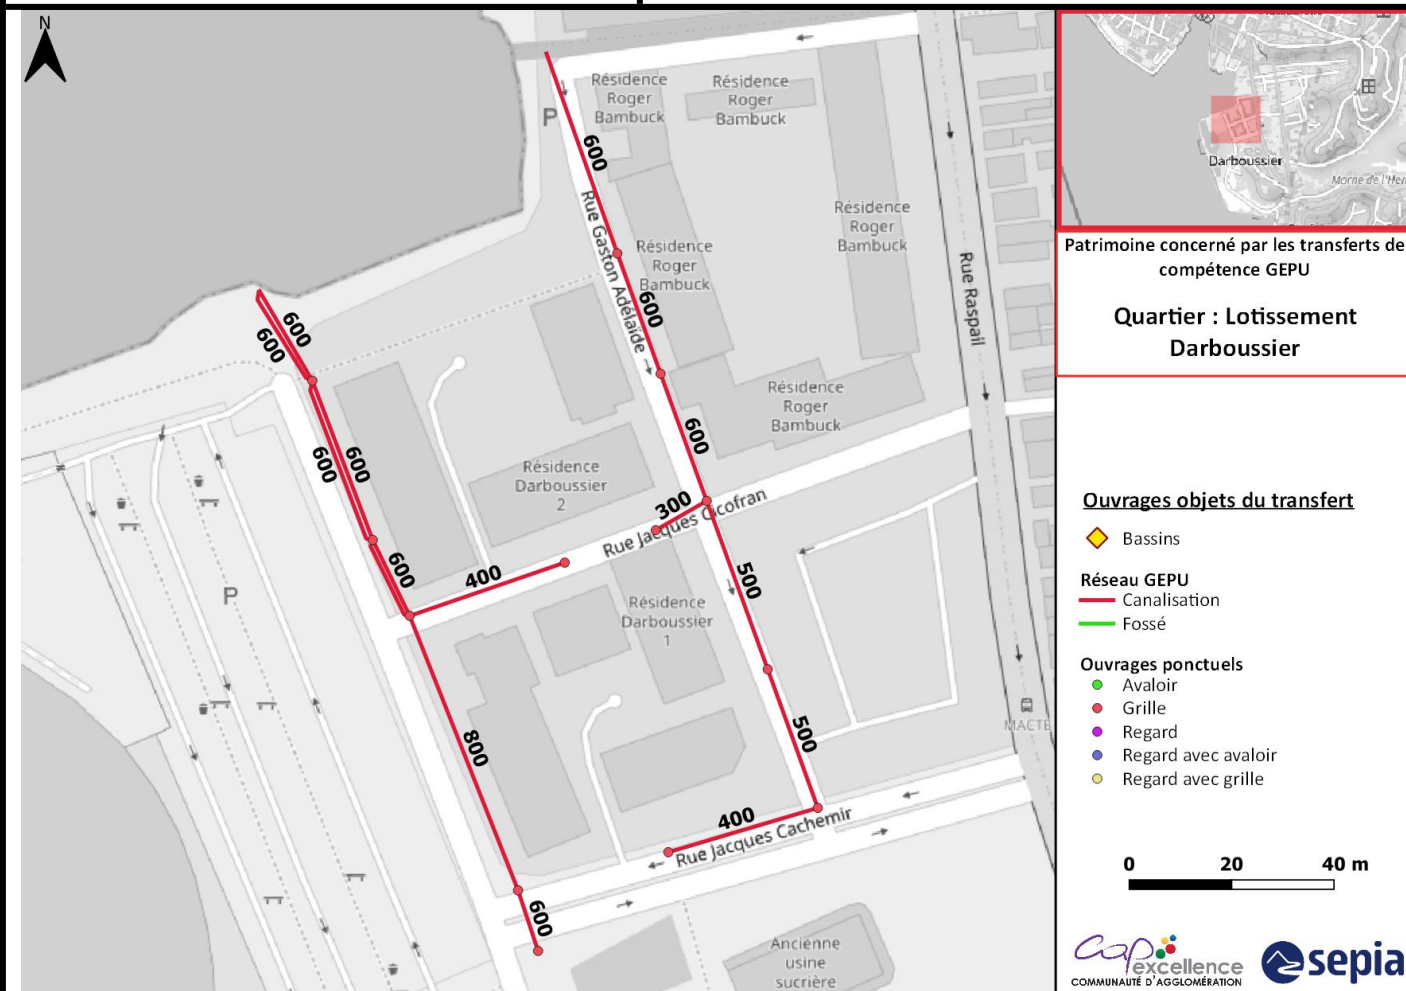 N
P
Résidence
Roger
Bambuck
Résidence
Roger
Bambuck
600
Rue Gaston Adélaïde
Résidence
Roger
Bambuck
Résidence
Roger
Bambuck
600
Rue Raspail
600
600
600
600
600
Résidence
Roger
Bambuck
600
Résidence
Darboussier
2
300
Rue Jacques Cicofran
400
600
500
P
Résidence
Darboussier
1
800
500
400
Rue Jacques Cachemir
600
Ancienne
usine
sucrière
Darboussier
Patrimoine concerné par les transferts de
compétence GEPU
Quartier : Lotissement
Darboussier
Ouvrages objets du transfert
Bassins
Réseau GEPU
Canalisation
Fossé
Ouvrages ponctuels
Avaloir
Grille
Regard
Regard avec avaloir
Regard avec grille
0 20 40 m
Cap
excellence
COMMUNAUTÉ D'AGGLOMÉRATION
sepia
Morne de l'Hen
MACTE